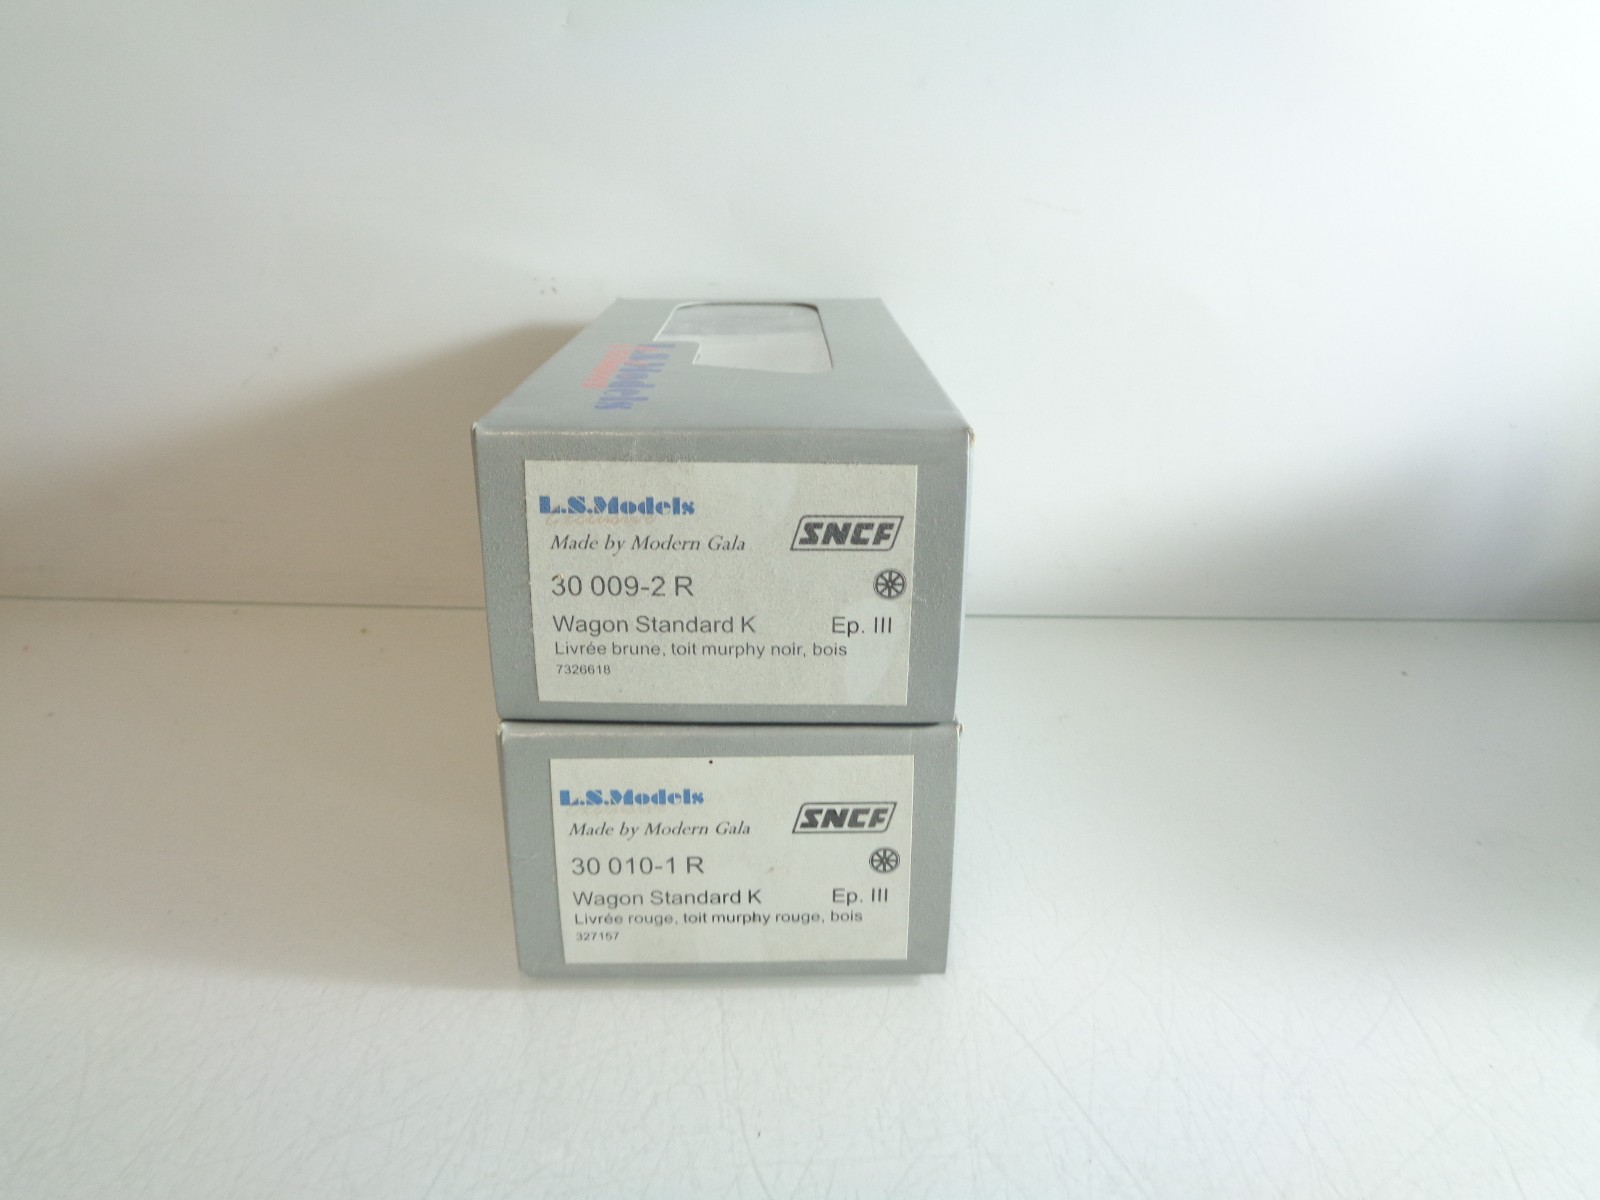 L.S.Models
L.S.Models
Exclusive
Made by Modern Gala
SNCF
30 009-2 R
Wagon Standard K Ep. III
Livrée brune, toit murphy noir, bois
7326618
L.S.Models
Made by Modern Gala
SNCF
30 010-1 R
Wagon Standard K Ep. III
Livrée rouge, toit murphy rouge, bois
327157